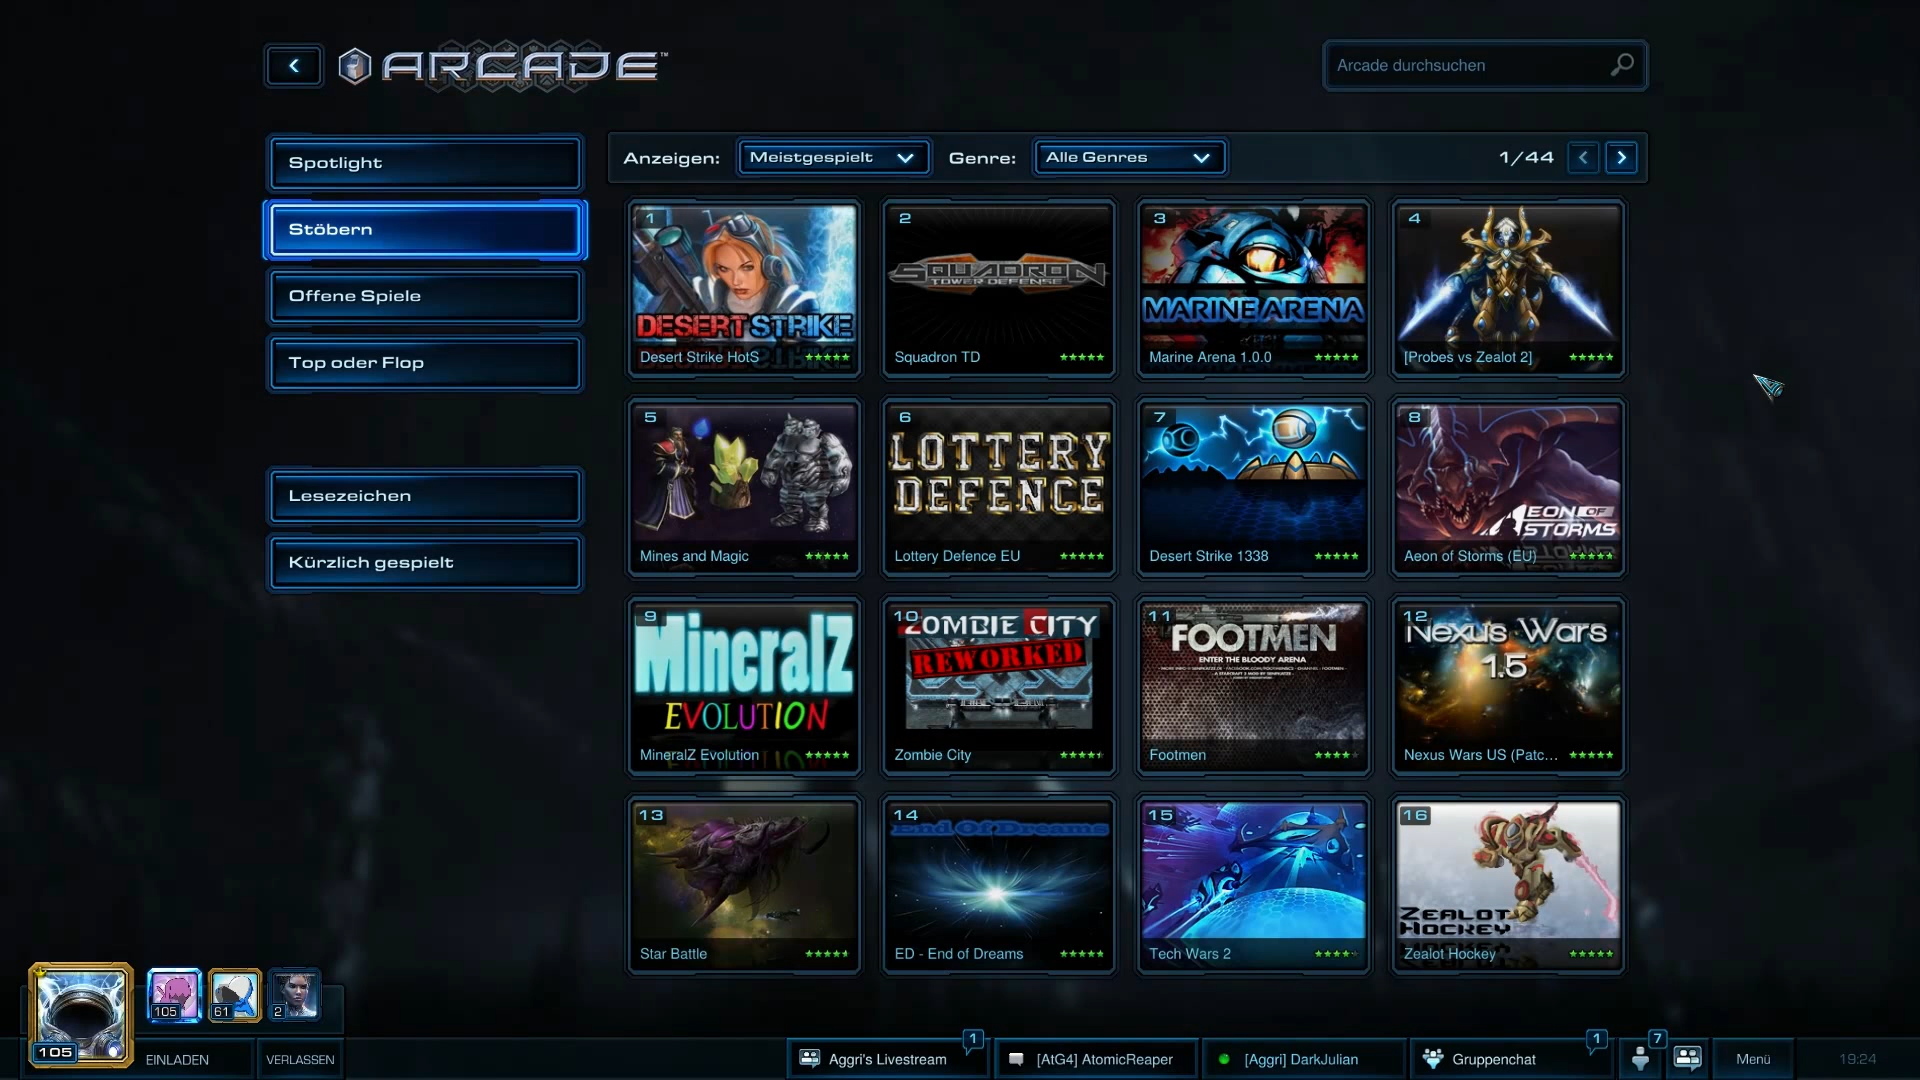 ARCADE™
Arcade durchsuchen
Spotlight
Stöbern
Offene Spiele
Top oder Flop
Lesezeichen
Kürzlich gespielt
Anzeigen: Meistgespielt Genre: Alle Genres 1/44
1
DESERT STRIKE
Desert Strike HotS
2
SQUADRON
TOWER DEFENSE
Squadron TD
3
MARINE ARENA
Marine Arena 1.0.0
4
[Probes vs Zealot 2]
5
Mines and Magic
6
LOTTERY
DEFENCE
Lottery Defence EU
7
Desert Strike 1338
8
AEON OF
STORMS
Aeon of Storms (EU)
9
MineralZ
EVOLUTION
MineralZ Evolution
10
ZOMBIE CITY
REWORKED
Zombie City
11
FOOTMEN
ENTER THE BLOODY ARENA
Footmen
12
Nexus Wars
1.5
Nexus Wars US (Patc...
13
Star Battle
14
End Of Dreams
ED - End of Dreams
15
Tech Wars 2
16
ZEALOT
HOCKEY
Zealot Hockey
105
105
61
2
EINLADEN
VERLASSEN
Aggri's Livestream
1
[AtG4] AtomicReaper
[Aggri] DarkJulian
Gruppenchat
1
7
Menü
19:24